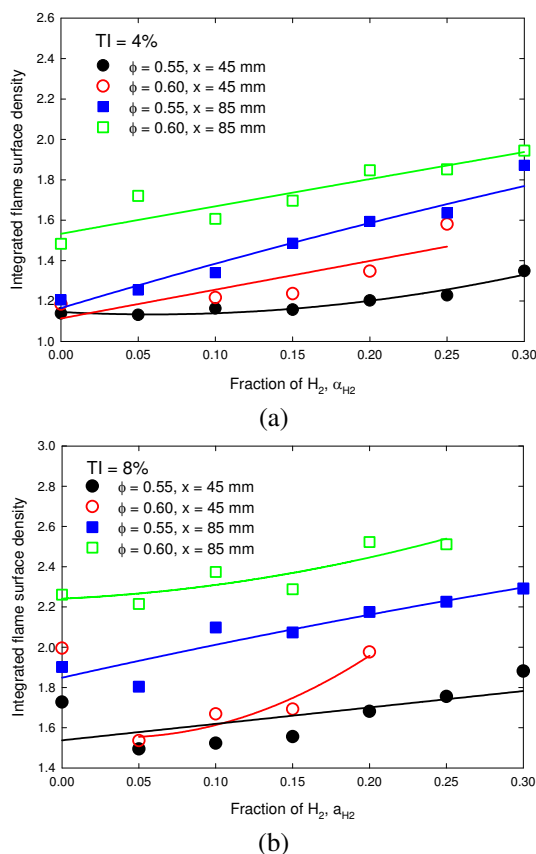 2.6
2.4
2.2
2.0
1.8
1.6
1.4
1.2
1.0
Integrated flame surface density
TI = 4%
ϕ = 0.55, x = 45 mm
ϕ = 0.60, x = 45 mm
ϕ = 0.55, x = 85 mm
ϕ = 0.60, x = 85 mm
0.00 0.05 0.10 0.15 0.20 0.25 0.30
Fraction of H₂, α_H2
(a)
3.0
2.8
2.6
2.4
2.2
2.0
1.8
1.6
1.4
Integrated flame surface density
TI = 8%
ϕ = 0.55, x = 45 mm
ϕ = 0.60, x = 45 mm
ϕ = 0.55, x = 85 mm
ϕ = 0.60, x = 85 mm
0.00 0.05 0.10 0.15 0.20 0.25 0.30
Fraction of H₂, a_H2
(b)